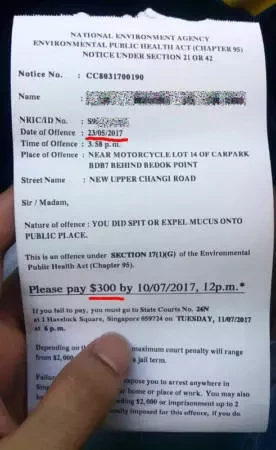 NATIONAL ENVIRONMENT AGENCY
ENVIRONMENTAL PUBLIC HEALTH ACT (CHAPTER 95)
NOTICE UNDER SECTION 21 OR 42
Notice No. : CC8031700190
Name :
NRIC/ID No. : S9
Date of Offence : 23/05/2017
Time of Offence : 3.58 p.m.
Place of Offence : NEAR MOTORCYCLE LOT 14 OF CARPARK
BDB7 BEHIND BEDOK POINT
Street Name : NEW UPPER CHANGI ROAD
Sir / Madam,
Nature of offence : YOU DID SPIT OR EXPEL MUCUS ONTO
PUBLIC PLACE.
This is an offence under SECTION 17(1)(G) of the Environmental
Public Health Act (Chapter 95).
Please pay $300 by 10/07/2017, 12p.m.*
If you fail to pay, you must go to State Courts No. 26N
at 1 Havelock Square, Singapore 059724 on TUESDAY, 11/07/2017
at 6 p.m.
Depending on maximum court penalty will range
from $2,000 jail term.
Failure expose you to arrest anywhere in
Sing home or place of work. You may also
ding $2,000 or imprisonment up to 2
imposed for this offence, if you do